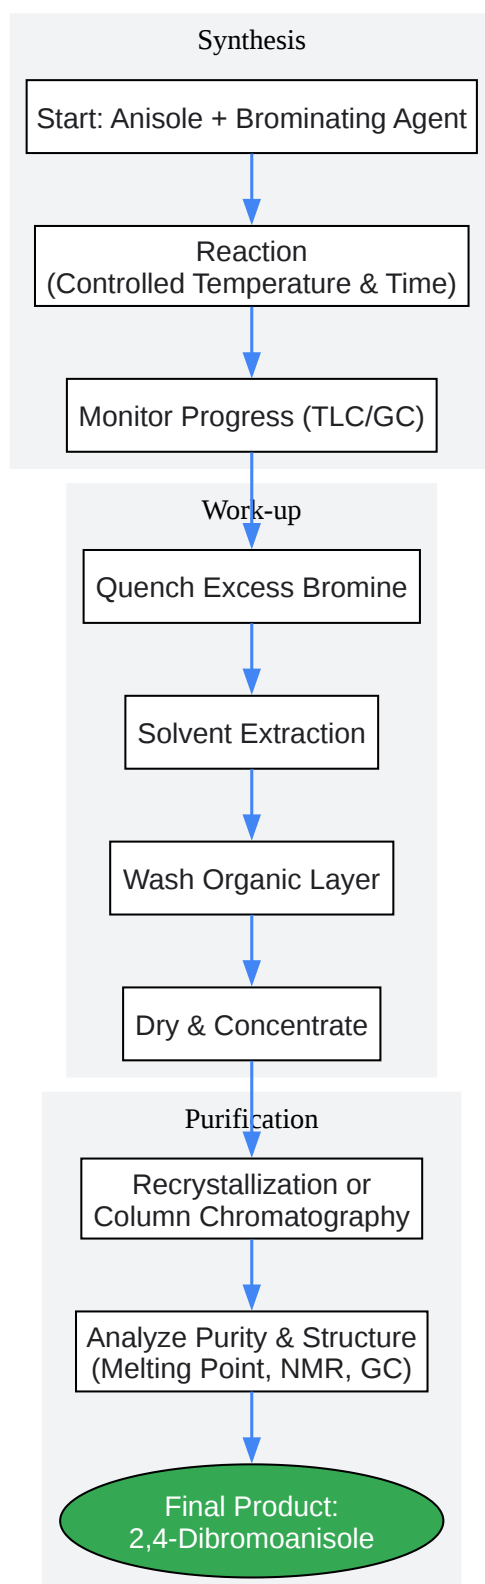 Synthesis
Start: Anisole + Brominating Agent
Reaction
(Controlled Temperature & Time)
Monitor Progress (TLC/GC)
Work-up
Quench Excess Bromine
Solvent Extraction
Wash Organic Layer
Dry & Concentrate
Purification
Recrystallization or
Column Chromatography
Analyze Purity & Structure
(Melting Point, NMR, GC)
Final Product:
2,4-Dibromoanisole